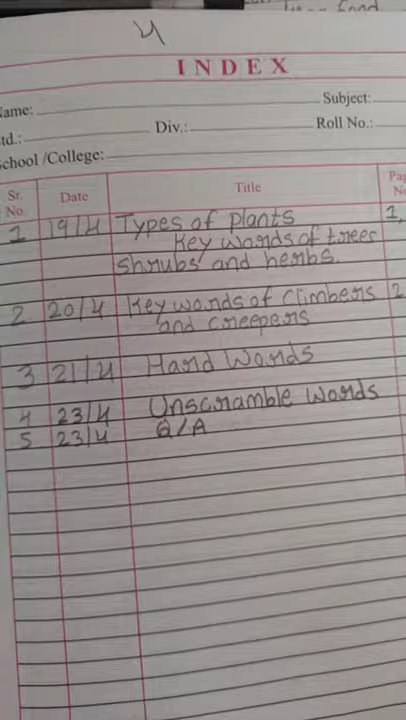 4
INDEX
Name: Subject:
Std.: Div.: Roll No.:
School /College:
Sr. No. Date Title Page No
1 19/4 Types of plants 1,
Key words of trees
shrubs and herbs.
2 20/4 Key words of climbers 2
and creepers
3 21/4 Hard Words
4 23/4 Unscramble words
5 23/4 Q/A